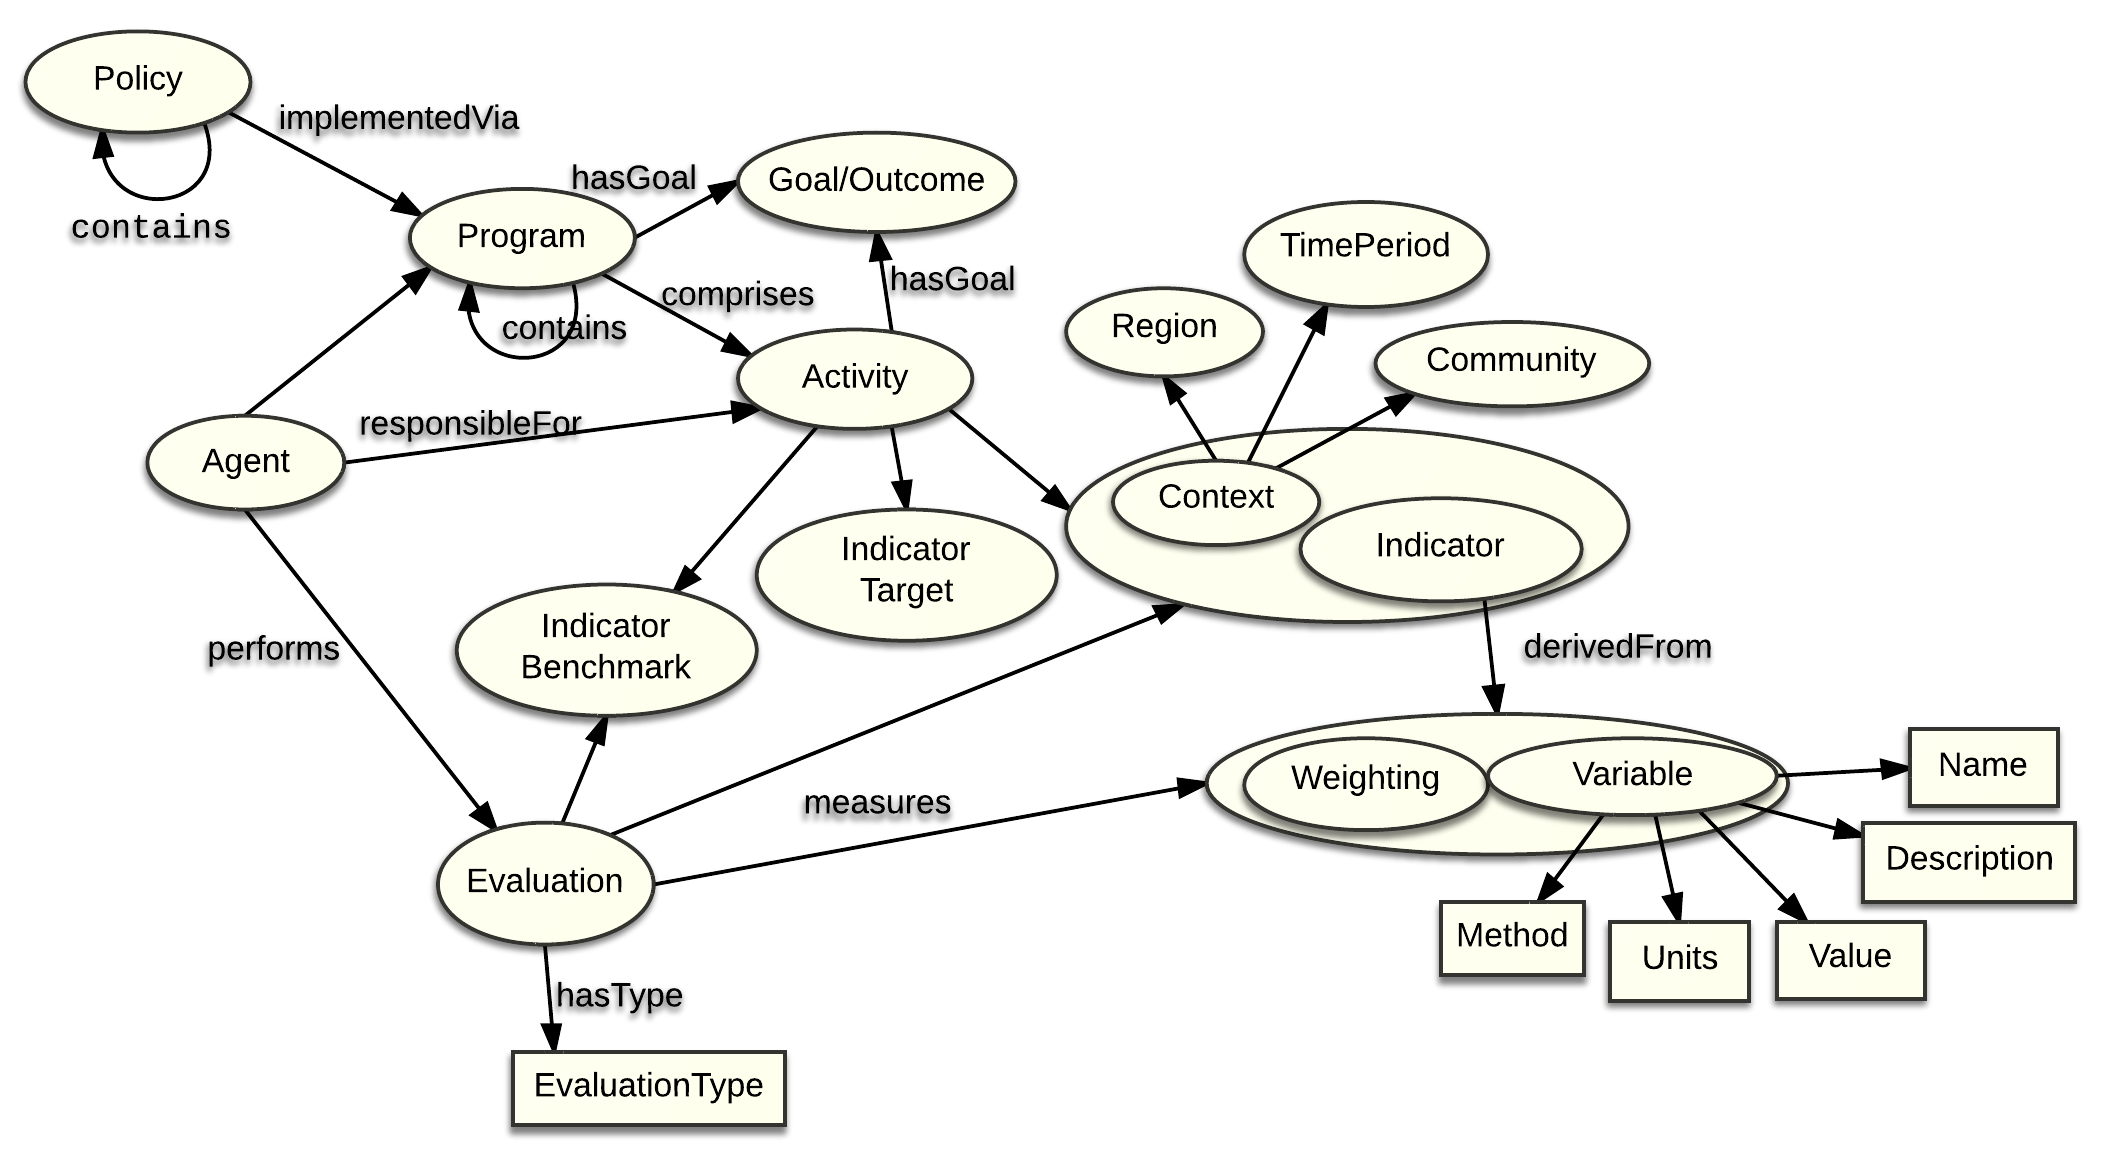 Policy
implementedVia
contains
hasGoal
Goal/Outcome
Program
hasGoal
comprises
contains
TimePeriod
Region
Community
Activity
responsibleFor
Agent
Context
Indicator
Indicator
Target
Indicator
Benchmark
performs
derivedFrom
measures
Weighting
Variable
Name
Description
Evaluation
Method
Units
Value
hasType
EvaluationType